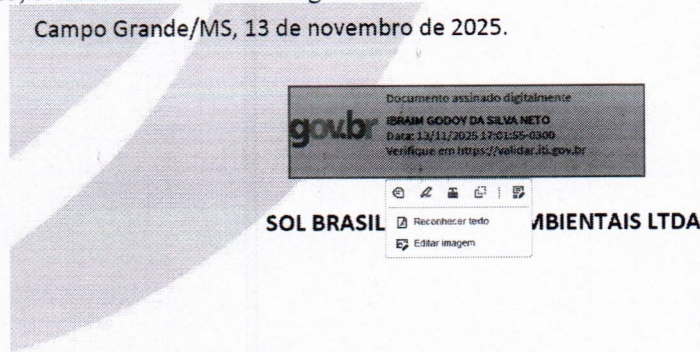 Campo Grande/MS, 13 de novembro de 2025.
gov.br
Documento assinado digitalmente
IBRAIM GODOY DA SILVA NETO
Data: 13/11/2025 17:01:55-0300
Verifique em https://validar.iti.gov.br
Reconhecer texto
Editar imagem
SOL BRASIL MBIENTAIS LTDA